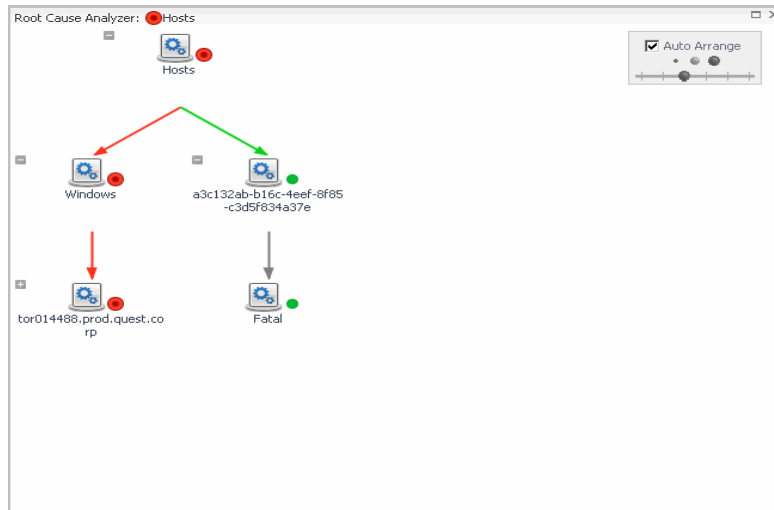 Root Cause Analyzer: Hosts
Auto Arrange
Hosts
Windows
a3c132ab-b16c-4eef-8f85
-c3d5f834a37e
tor014488.prod.quest.co
rp
Fatal